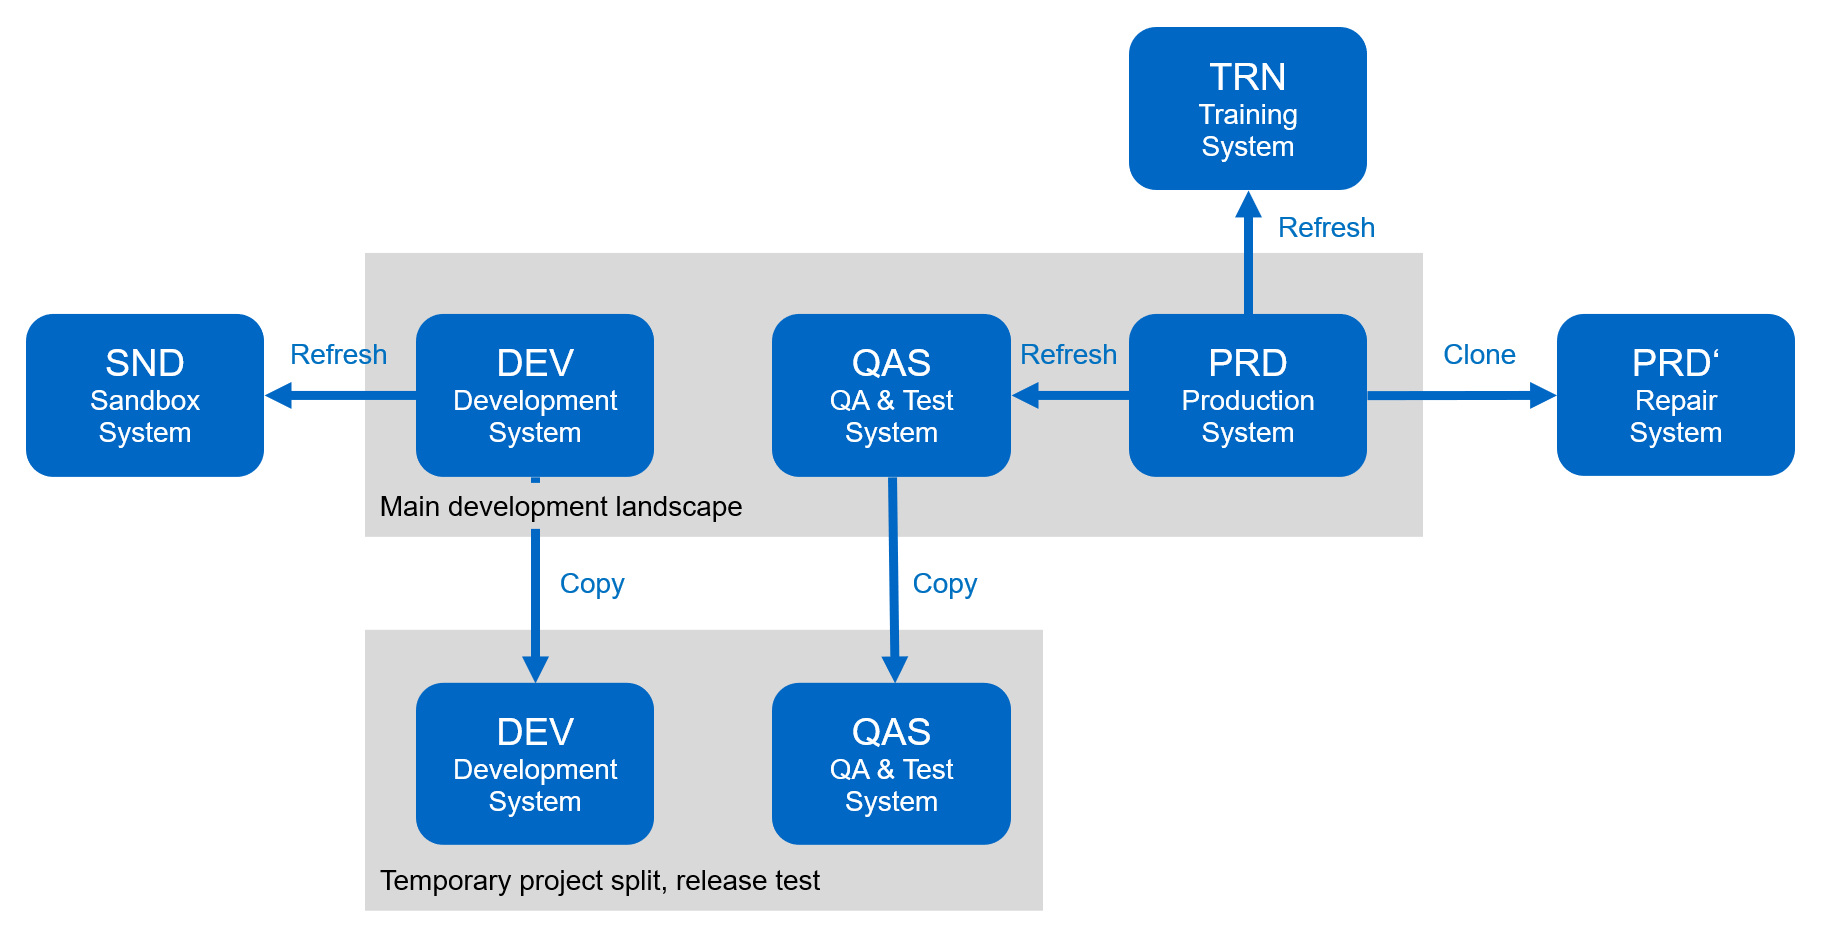 TRN
Training
System
Refresh
SND
Sandbox
System
Refresh
DEV
Development
System
QAS
QA & Test
System
Refresh
PRD
Production
System
Clone
PRD‘
Repair
System
Main development landscape
Copy
Copy
DEV
Development
System
QAS
QA & Test
System
Temporary project split, release test